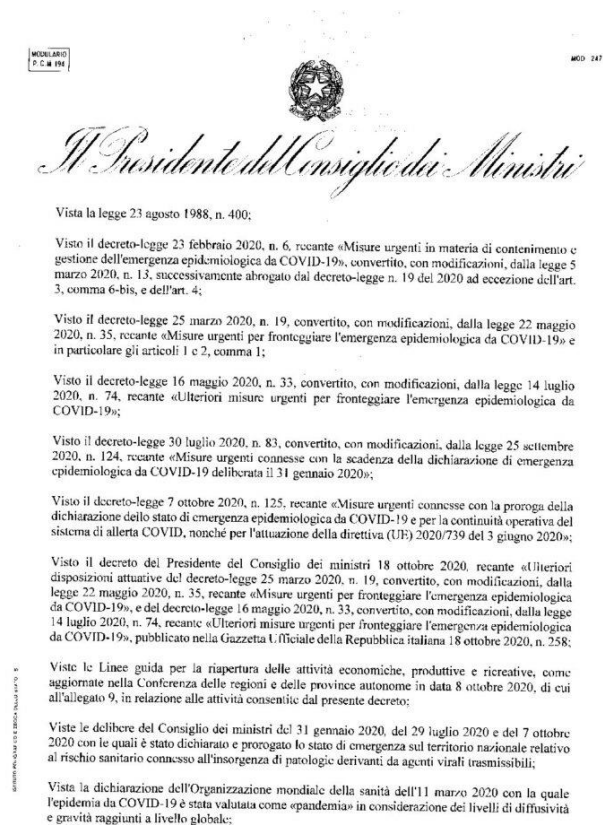 MODULARIO
P. C. M. 194
MOD 247
Il Presidente del Consiglio dei Ministri
Vista la legge 23 agosto 1988, n. 400;
Visto il decreto-legge 23 febbraio 2020, n. 6, recante «Misure urgenti in materia di contenimento e
gestione dell'emergenza epidemiologica da COVID-19», convertito, con modificazioni, dalla legge 5
marzo 2020, n. 13, successivamente abrogato dal decreto-legge n. 19 del 2020 ad eccezione dell'art.
3, comma 6-bis, e dell'art. 4;
Visto il decreto-legge 25 marzo 2020, n. 19, convertito, con modificazioni, dalla legge 22 maggio
2020, n. 35, recante «Misure urgenti per fronteggiare l'emergenza epidemiologica da COVID-19» e
in particolare gli articoli 1 e 2, comma 1;
Visto il decreto-legge 16 maggio 2020, n. 33, convertito, con modificazioni, dalla legge 14 luglio
2020, n. 74, recante «Ulteriori misure urgenti per fronteggiare l'emergenza epidemiologica da
COVID-19»;
Visto il decreto-legge 30 luglio 2020, n. 83, convertito, con modificazioni, dalla legge 25 settembre
2020, n. 124, recante «Misure urgenti connesse con la scadenza della dichiarazione di emergenza
epidemiologica da COVID-19 deliberata il 31 gennaio 2020»;
Visto il decreto-legge 7 ottobre 2020, n. 125, recante «Misure urgenti connesse con la proroga della
dichiarazione dello stato di emergenza epidemiologica da COVID-19 e per la continuità operativa del
sistema di allerta COVID, nonché per l'attuazione della direttiva (UE) 2020/739 del 3 giugno 2020»;
Visto il decreto del Presidente del Consiglio dei ministri 18 ottobre 2020, recante «Ulteriori
disposizioni attuative del decreto-legge 25 marzo 2020, n. 19, convertito, con modificazioni, dalla
legge 22 maggio 2020, n. 35, recante «Misure urgenti per fronteggiare l'emergenza epidemiologica
da COVID-19», e del decreto-legge 16 maggio 2020, n. 33, convertito, con modificazioni, dalla legge
14 luglio 2020, n. 74, recante «Ulteriori misure urgenti per fronteggiare l'emergenza epidemiologica
da COVID-19», pubblicato nella Gazzetta Ufficiale della Repubblica italiana 18 ottobre 2020, n. 258;
Viste le Linee guida per la riapertura delle attività economiche, produttive e ricreative, come
aggiornate nella Conferenza delle regioni e delle province autonome in data 8 ottobre 2020, di cui
all'allegato 9, in relazione alle attività consentite dal presente decreto;
Viste le delibere del Consiglio dei ministri del 31 gennaio 2020, del 29 luglio 2020 e del 7 ottobre
2020 con le quali è stato dichiarato e prorogato lo stato di emergenza sul territorio nazionale relativo
al rischio sanitario connesso all'insorgenza di patologie derivanti da agenti virali trasmissibili;
Vista la dichiarazione dell'Organizzazione mondiale della sanità dell'11 marzo 2020 con la quale
l'epidemia da COVID-19 è stata valutata come «pandemia» in considerazione dei livelli di diffusività
e gravità raggiunti a livello globale;